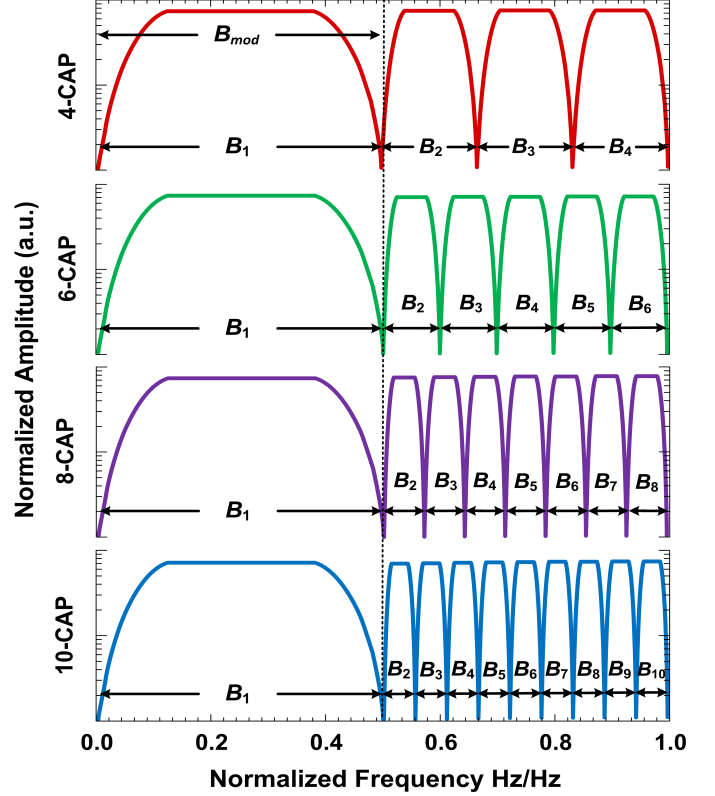 4-CAP
B_mod
B_1
B_2
B_3
B_4
6-CAP
B_1
B_2
B_3
B_4
B_5
B_6
8-CAP
B_1
B_2
B_3
B_4
B_5
B_6
B_7
B_8
10-CAP
B_1
B_2
B_3
B_4
B_5
B_6
B_7
B_8
B_9
B_10
Normalized Amplitude (a.u.)
0.0 0.2 0.4 0.6 0.8 1.0
Normalized Frequency Hz/Hz